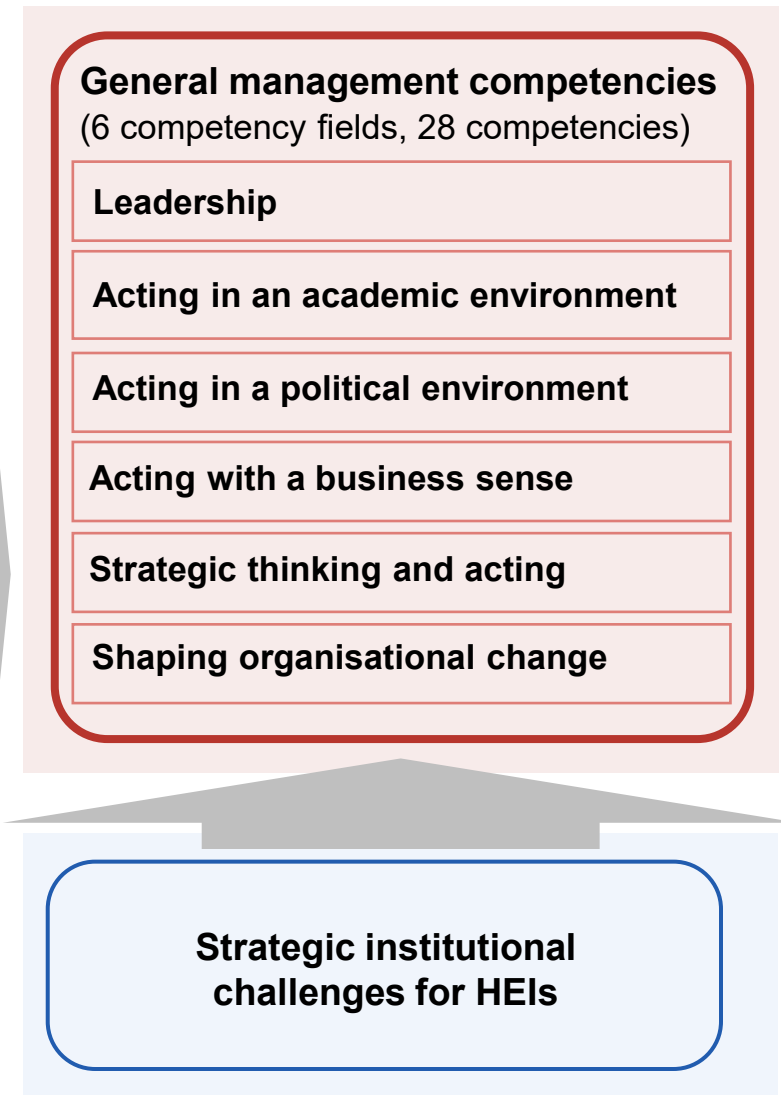 General management competencies
(6 competency fields, 28 competencies)
Leadership
Acting in an academic environment
Acting in a political environment
Acting with a business sense
Strategic thinking and acting
Shaping organisational change
Strategic institutional
challenges for HEIs